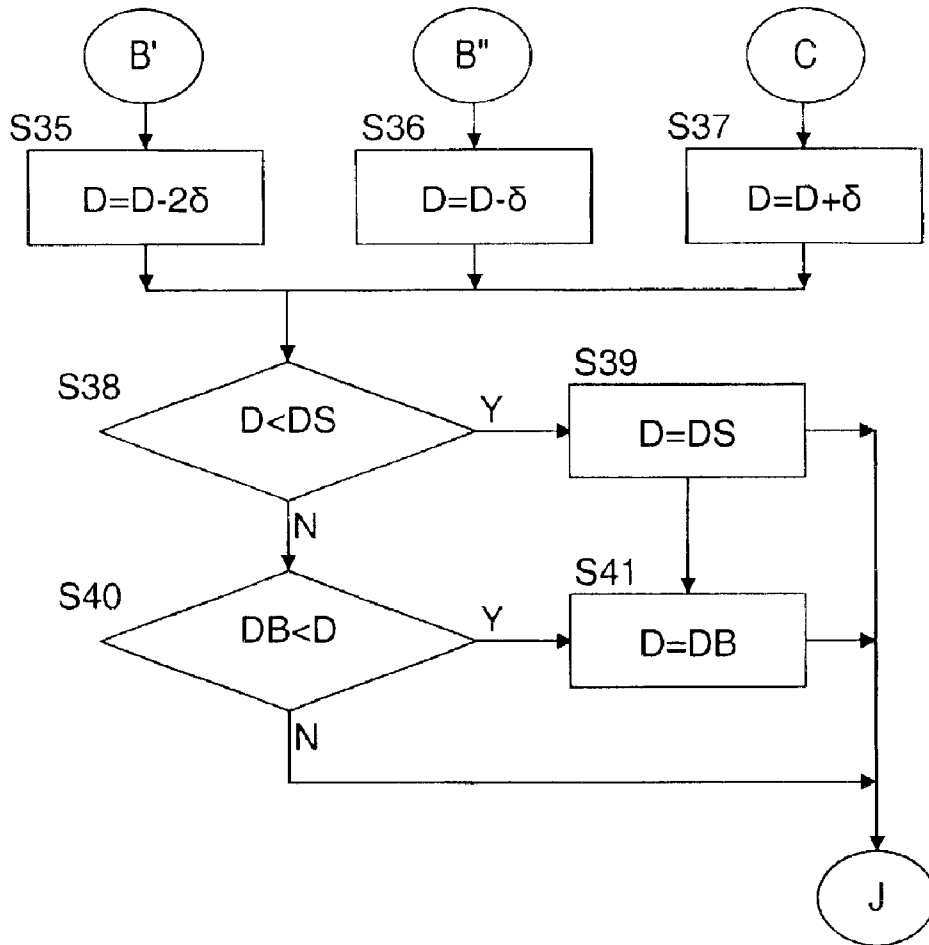 B' B" C
S35 S36 S37
D=D-2δ D=D-δ D=D+δ
S38 D<DS Y S39 D=DS
N
S40 DB<D Y S41 D=DB
N
J